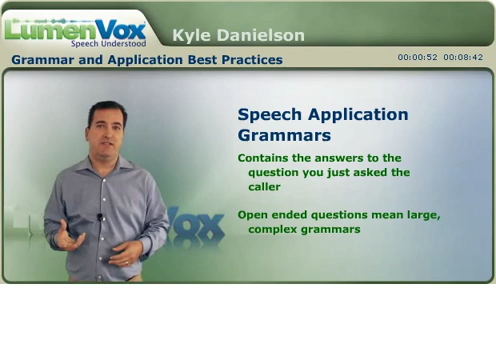 LumenVox
Speech Understood
Kyle Danielson
Grammar and Application Best Practices
00:00:52 00:08:42
Speech Application
Grammars
Contains the answers to the
question you just asked the
caller
Open ended questions mean large,
complex grammars
Vox